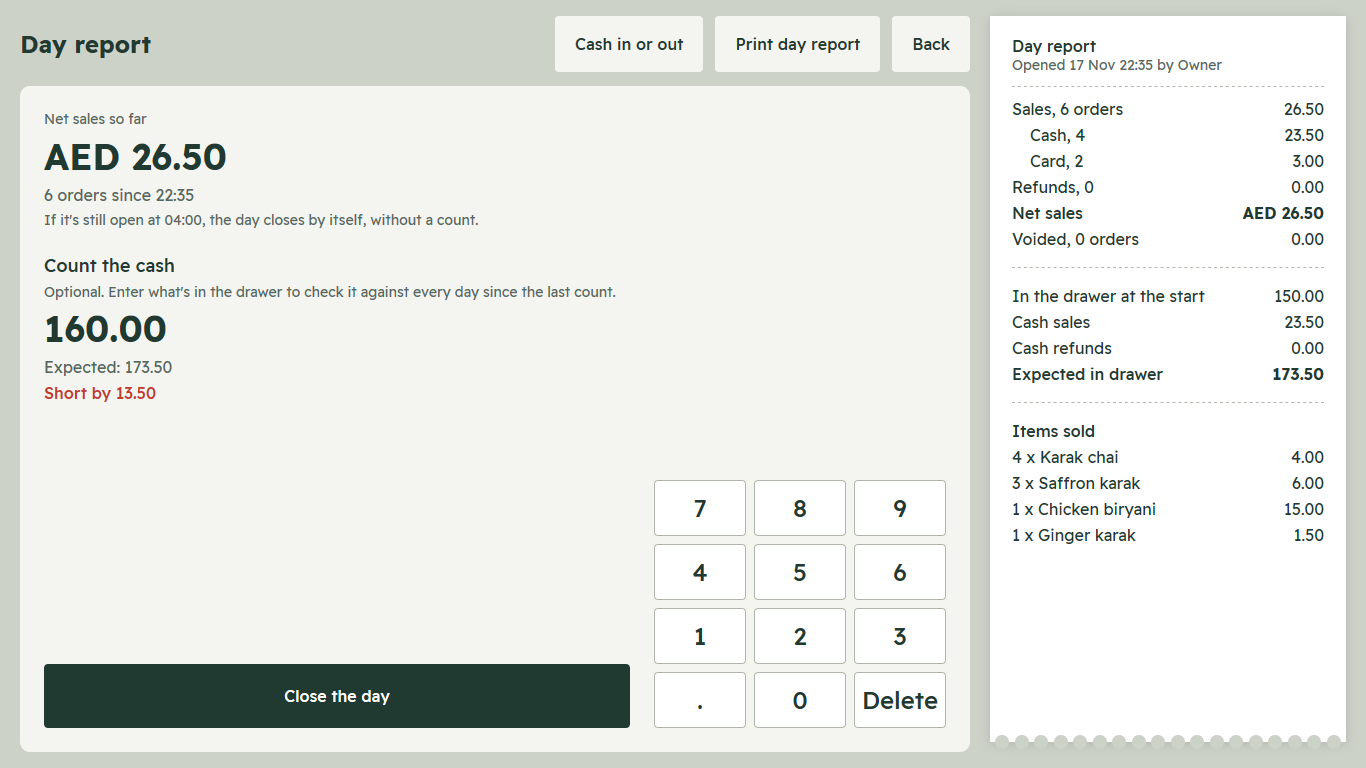 Day report
Cash in or out
Print day report
Back
Net sales so far
AED 26.50
6 orders since 22:35
If it's still open at 04:00, the day closes by itself, without a count.
Count the cash
Optional. Enter what's in the drawer to check it against every day since the last count.
160.00
Expected: 173.50
Short by 13.50
7 8 9
4 5 6
1 2 3
. 0 Delete
Close the day
Day report
Opened 17 Nov 22:35 by Owner
Sales, 6 orders 26.50
Cash, 4 23.50
Card, 2 3.00
Refunds, 0 0.00
Net sales AED 26.50
Voided, 0 orders 0.00
In the drawer at the start 150.00
Cash sales 23.50
Cash refunds 0.00
Expected in drawer 173.50
Items sold
4 x Karak chai 4.00
3 x Saffron karak 6.00
1 x Chicken biryani 15.00
1 x Ginger karak 1.50